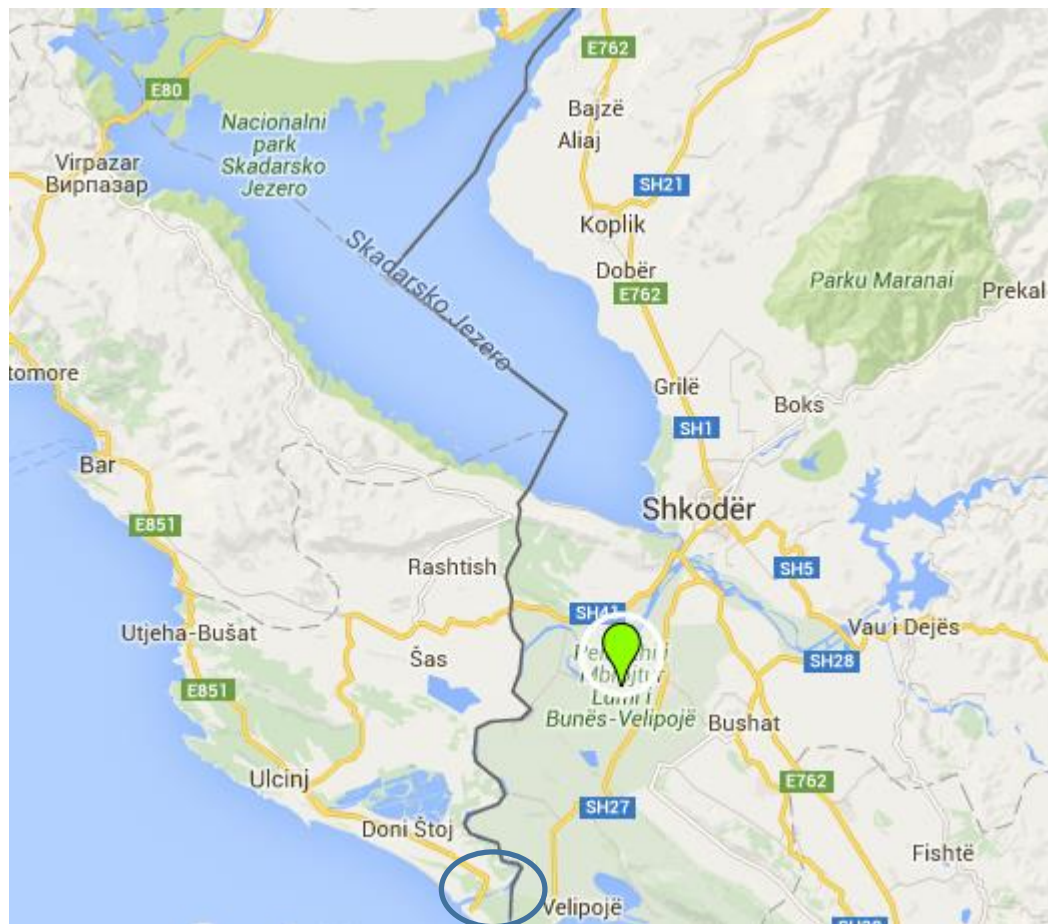 E762
Bajzë
Aliaj
E80
Nacionalni
park
Skadarsko
Jezero
Virpazar
Вирпазар
SH21
Koplik
Skadarsko Jezero
Dobër
E762
Parku Maranai
Prekal
tomore
Grilë
Boks
SH1
Bar
Shkodër
E851
Rashtish
SH5
SH41
Utjeha-Bušat
Vau i Dejës
Šas
SH28
E851
Lumi i
Bunës-Velipojë
Bushat
Ulcinj
E762
SH27
Doni Štoj
Fishtë
Velipojë